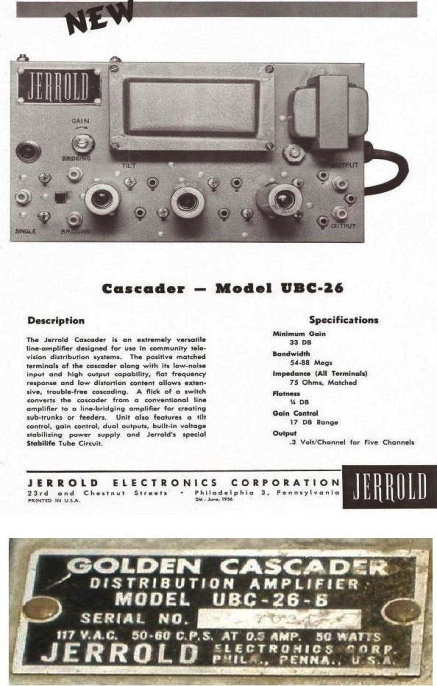 NEW
JERROLD
GAIN
BRIDGING
TILT
OUTPUT
SINGLE
BRIDGING
OUTPUT
Cascader — Model UBC-26
Description
The Jerrold Cascader is an extremely versatile
line-amplifier designed for use in community tele-
vision distribution systems. The positive matched
terminals of the cascader along with its low-noise
input and high output capability, flat frequency
response and low distortion content allows exten-
sive, trouble-free cascading. A flick of a switch
converts the cascader from a conventional line
amplifier to a line-bridging amplifier for creating
sub-trunks or feeders. Unit also features a tilt
control, gain control, dual outputs, built-in voltage
stabilizing power supply and Jerrold's special
Stabilife Tube Circuit.
Specifications
Minimum Gain
33 DB
Bandwidth
54-88 Megs
Impedance (All Terminals)
75 Ohms, Matched
Flatness
¼ DB
Gain Control
17 DB Range
Output
.3 Volt/Channel for Five Channels
JERROLD ELECTRONICS CORPORATION
23rd and Chestnut Streets • Philadelphia 3, Pennsylvania
PRINTED IN U.S.A.
2M - June, 1956
JERROLD
GOLDEN CASCADER
DISTRIBUTION AMPLIFIER
MODEL UBC-26-B
SERIAL NO.
117 V.A.C. 50-60 C.P.S. AT 0.5 AMP. 50 WATTS
JERROLD ELECTRONICS CORP.
PHILA., PENNA., U.S.A.